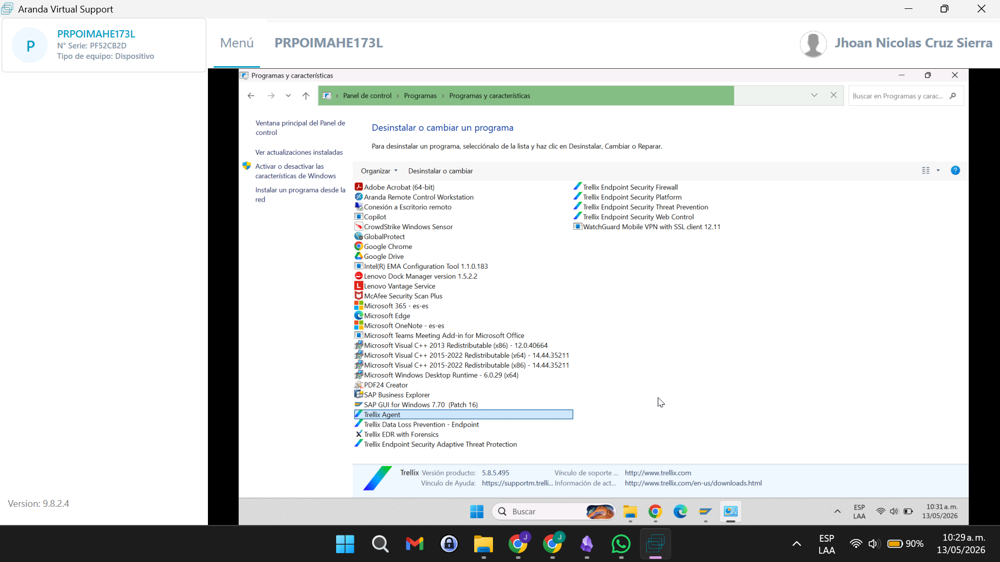 Aranda Virtual Support
P
PRPOIMAHE173L
N° Serie: PF52CB2D
Tipo de equipo: Dispositivo
Menú
PRPOIMAHE173L
Jhoan Nicolas Cruz Sierra
Programas y características
Panel de control > Programas > Programas y características
Buscar en Programas y carac...
Ventana principal del Panel de
control
Ver actualizaciones instaladas
Activar o desactivar las
características de Windows
Instalar un programa desde la
red
Desinstalar o cambiar un programa
Para desinstalar un programa, selecciónalo de la lista y haz clic en Desinstalar, Cambiar o Reparar.
Organizar
Desinstalar o cambiar
Adobe Acrobat (64-bit)
Aranda Remote Control Workstation
Conexión a Escritorio remoto
Copilot
CrowdStrike Windows Sensor
GlobalProtect
Google Chrome
Google Drive
Intel(R) EMA Configuration Tool 1.1.0.183
Lenovo Dock Manager version 1.5.2.2
Lenovo Vantage Service
McAfee Security Scan Plus
Microsoft 365 - es-es
Microsoft Edge
Microsoft OneNote - es-es
Microsoft Teams Meeting Add-in for Microsoft Office
Microsoft Visual C++ 2013 Redistributable (x86) - 12.0.40664
Microsoft Visual C++ 2015-2022 Redistributable (x64) - 14.44.35211
Microsoft Visual C++ 2015-2022 Redistributable (x86) - 14.44.35211
Microsoft Windows Desktop Runtime - 6.0.29 (x64)
PDF24 Creator
SAP Business Explorer
SAP GUI for Windows 7.70 (Patch 16)
Trellix Agent
Trellix Data Loss Prevention - Endpoint
Trellix EDR with Forensics
Trellix Endpoint Security Adaptive Threat Protection
Trellix Endpoint Security Firewall
Trellix Endpoint Security Platform
Trellix Endpoint Security Threat Prevention
Trellix Endpoint Security Web Control
WatchGuard Mobile VPN with SSL client 12.11
Trellix Versión producto: 5.8.5.495 Vínculo de soporte ... http://www.trellix.com
Vínculo de Ayuda: https://supportm.trelli... Información de act... http://www.trellix.com/en-us/downloads.html
Version: 9.8.2.4
Buscar
ESP
LAA
10:31 a. m.
13/05/2026
J
J
ESP
LAA
90%
10:29 a. m.
13/05/2026